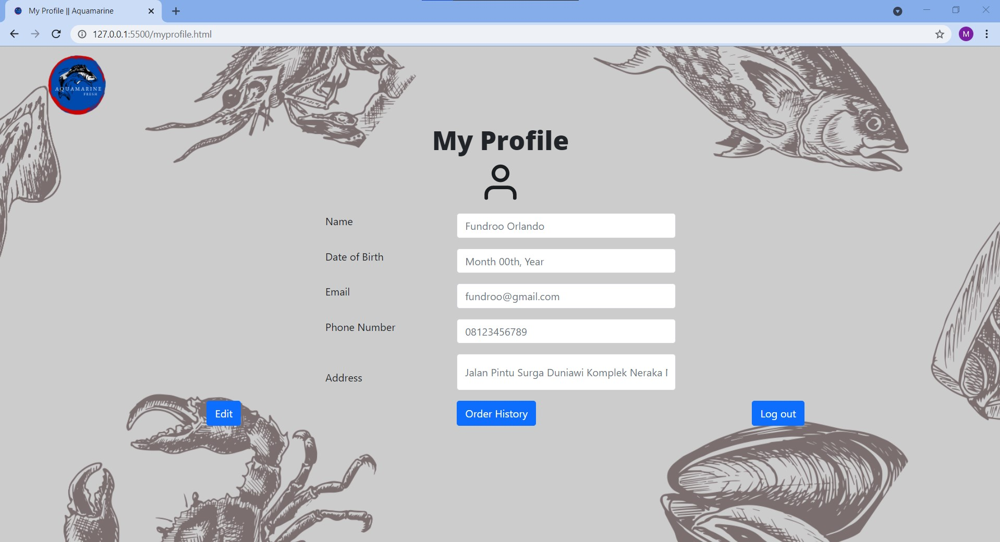 My Profile || Aquamarine
127.0.0.1:5500/myprofile.html
M
AQUAMARINE
FRESH
My Profile
Name
Fundroo Orlando
Date of Birth
Month 00th, Year
Email
fundroo@gmail.com
Phone Number
08123456789
Address
Jalan Pintu Surga Duniawi Komplek Neraka
Edit
Order History
Log out